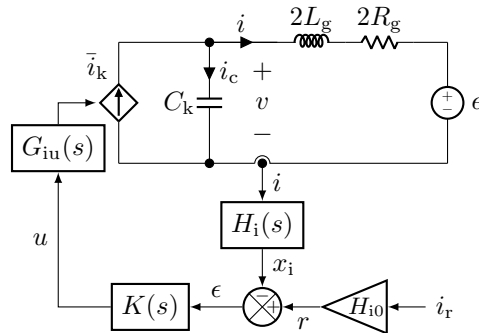 i 2L_g 2R_g
ī_k i_c +
C_k v + − e
G_iu(s) −
i
H_i(s)
u x_i
ϵ − +
K(s) H_i0 i_r
r